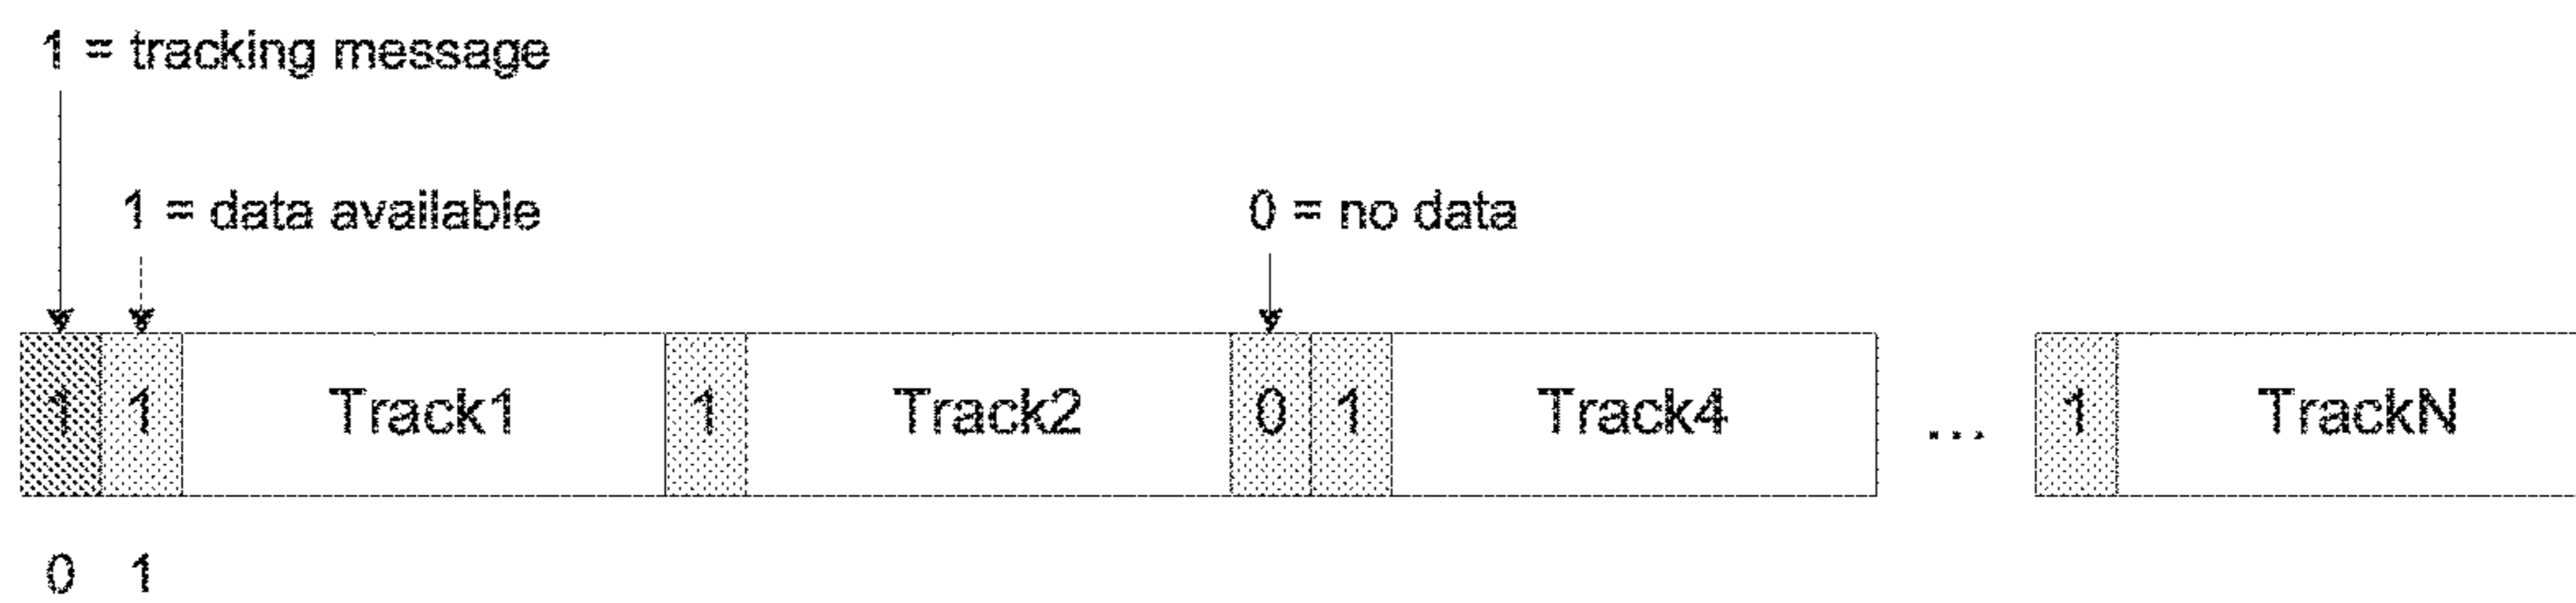 1 = tracking message
1 = data available 0 = no data
1 1 Track1 1 Track2 0 1 Track4 ... 1 TrackN
0 1